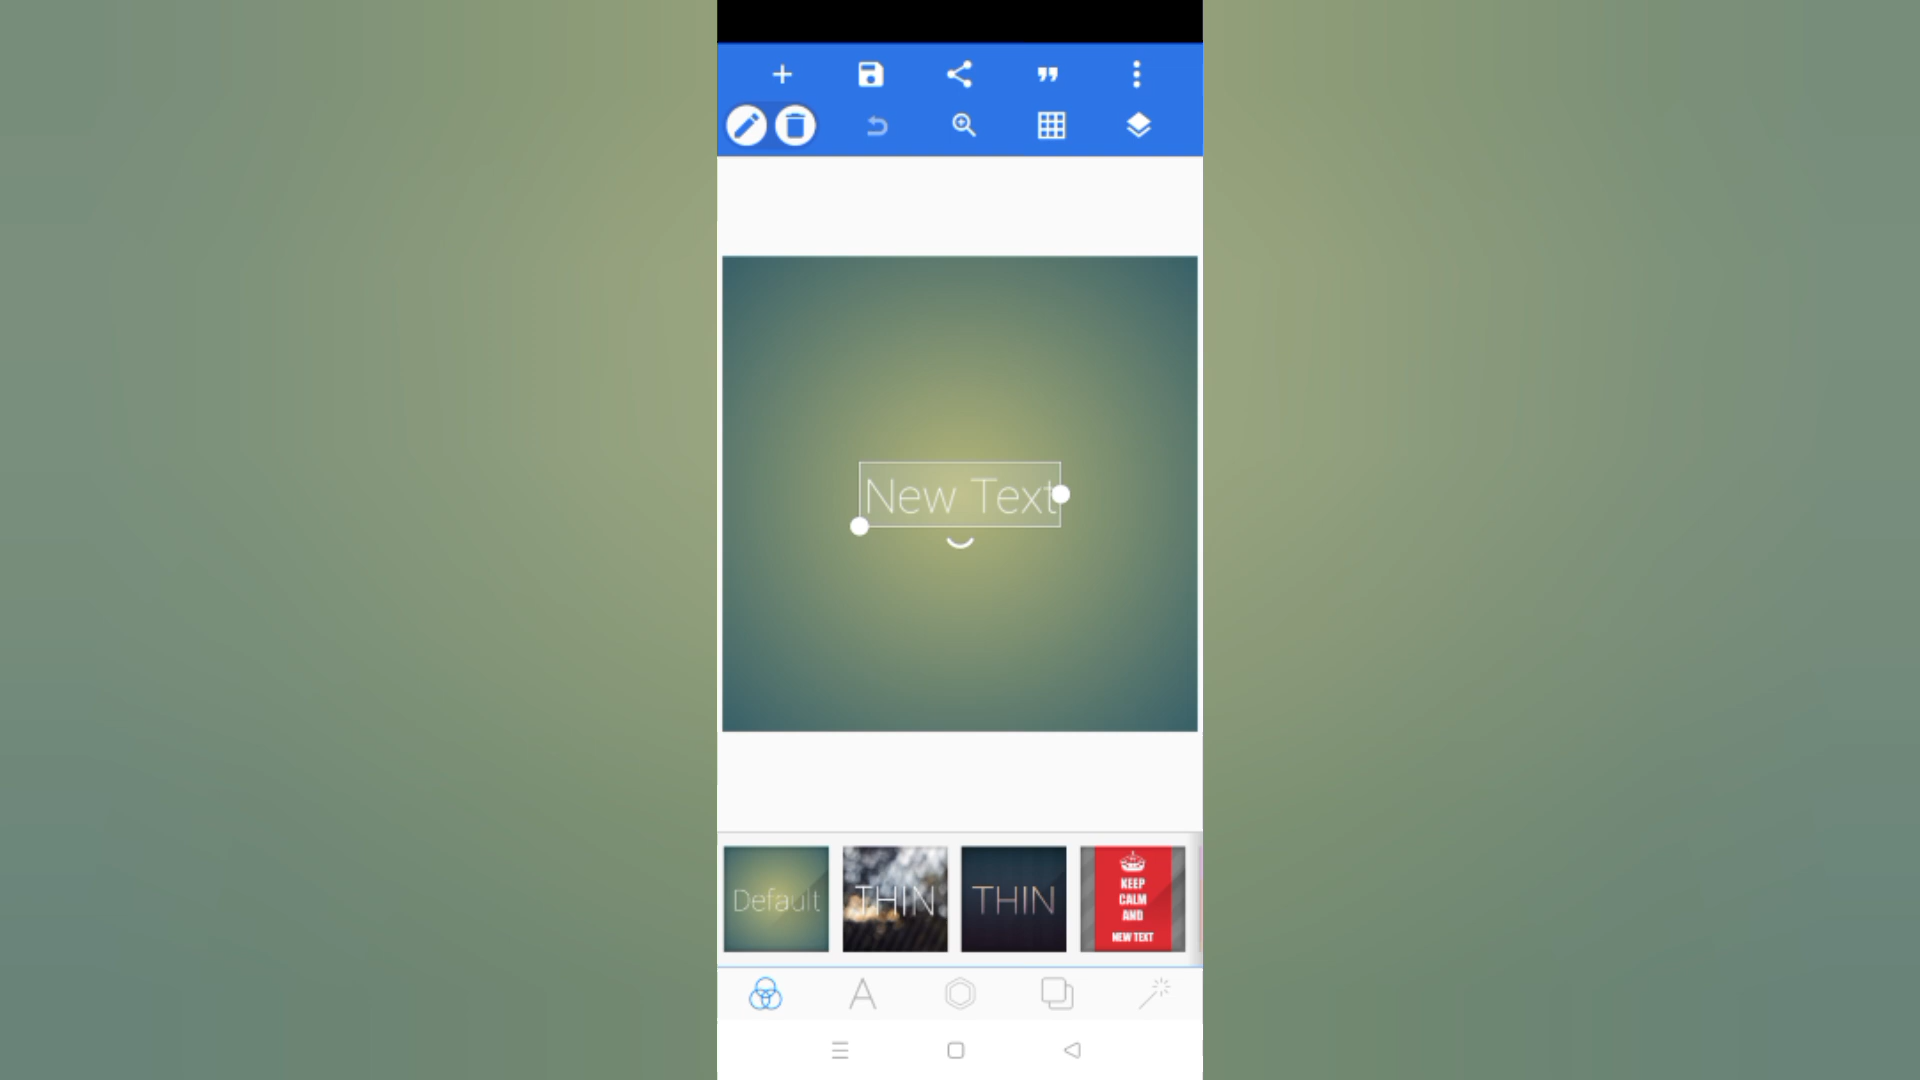 New Text
Default
THIN
THIN
KEEP
CALM
AND
NEW TEXT